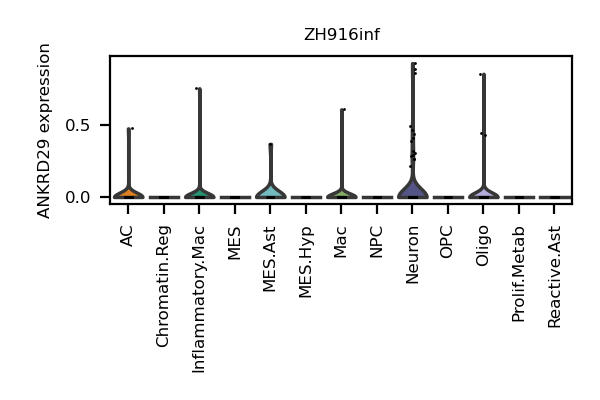 ZH916inf
ANKRD29 expression
0.5
0.0
AC
Chromatin.Reg
Inflammatory.Mac
MES
MES.Ast
MES.Hyp
Mac
NPC
Neuron
OPC
Oligo
Prolif.Metab
Reactive.Ast